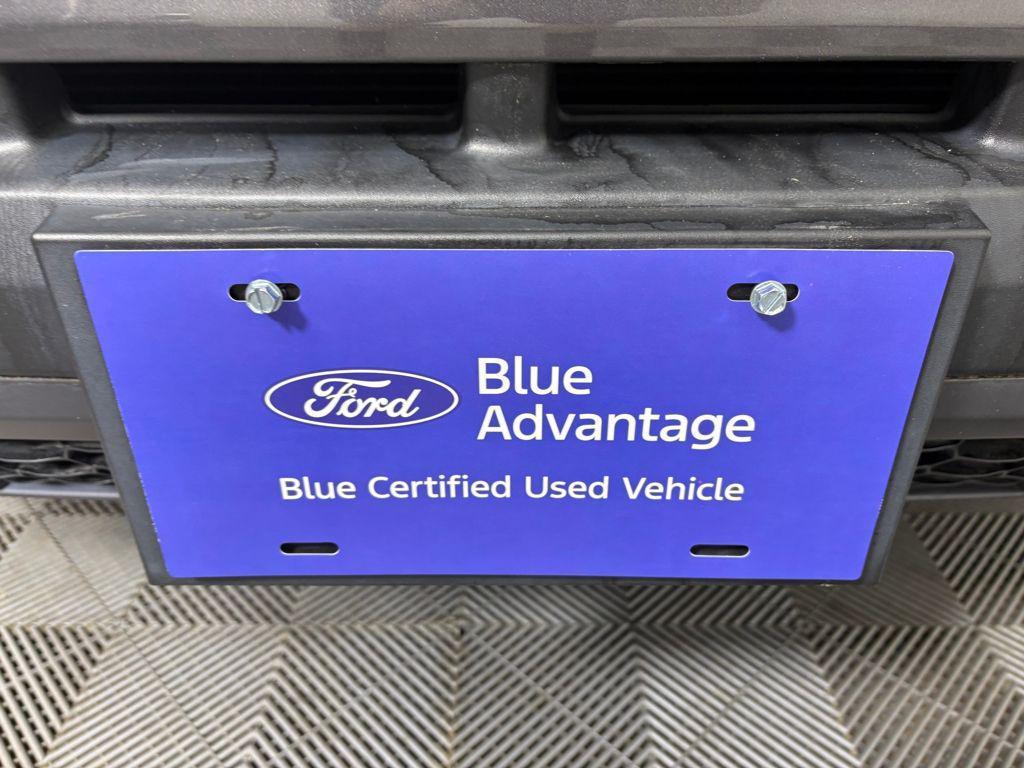 Ford
Blue
Advantage
Blue Certified Used Vehicle